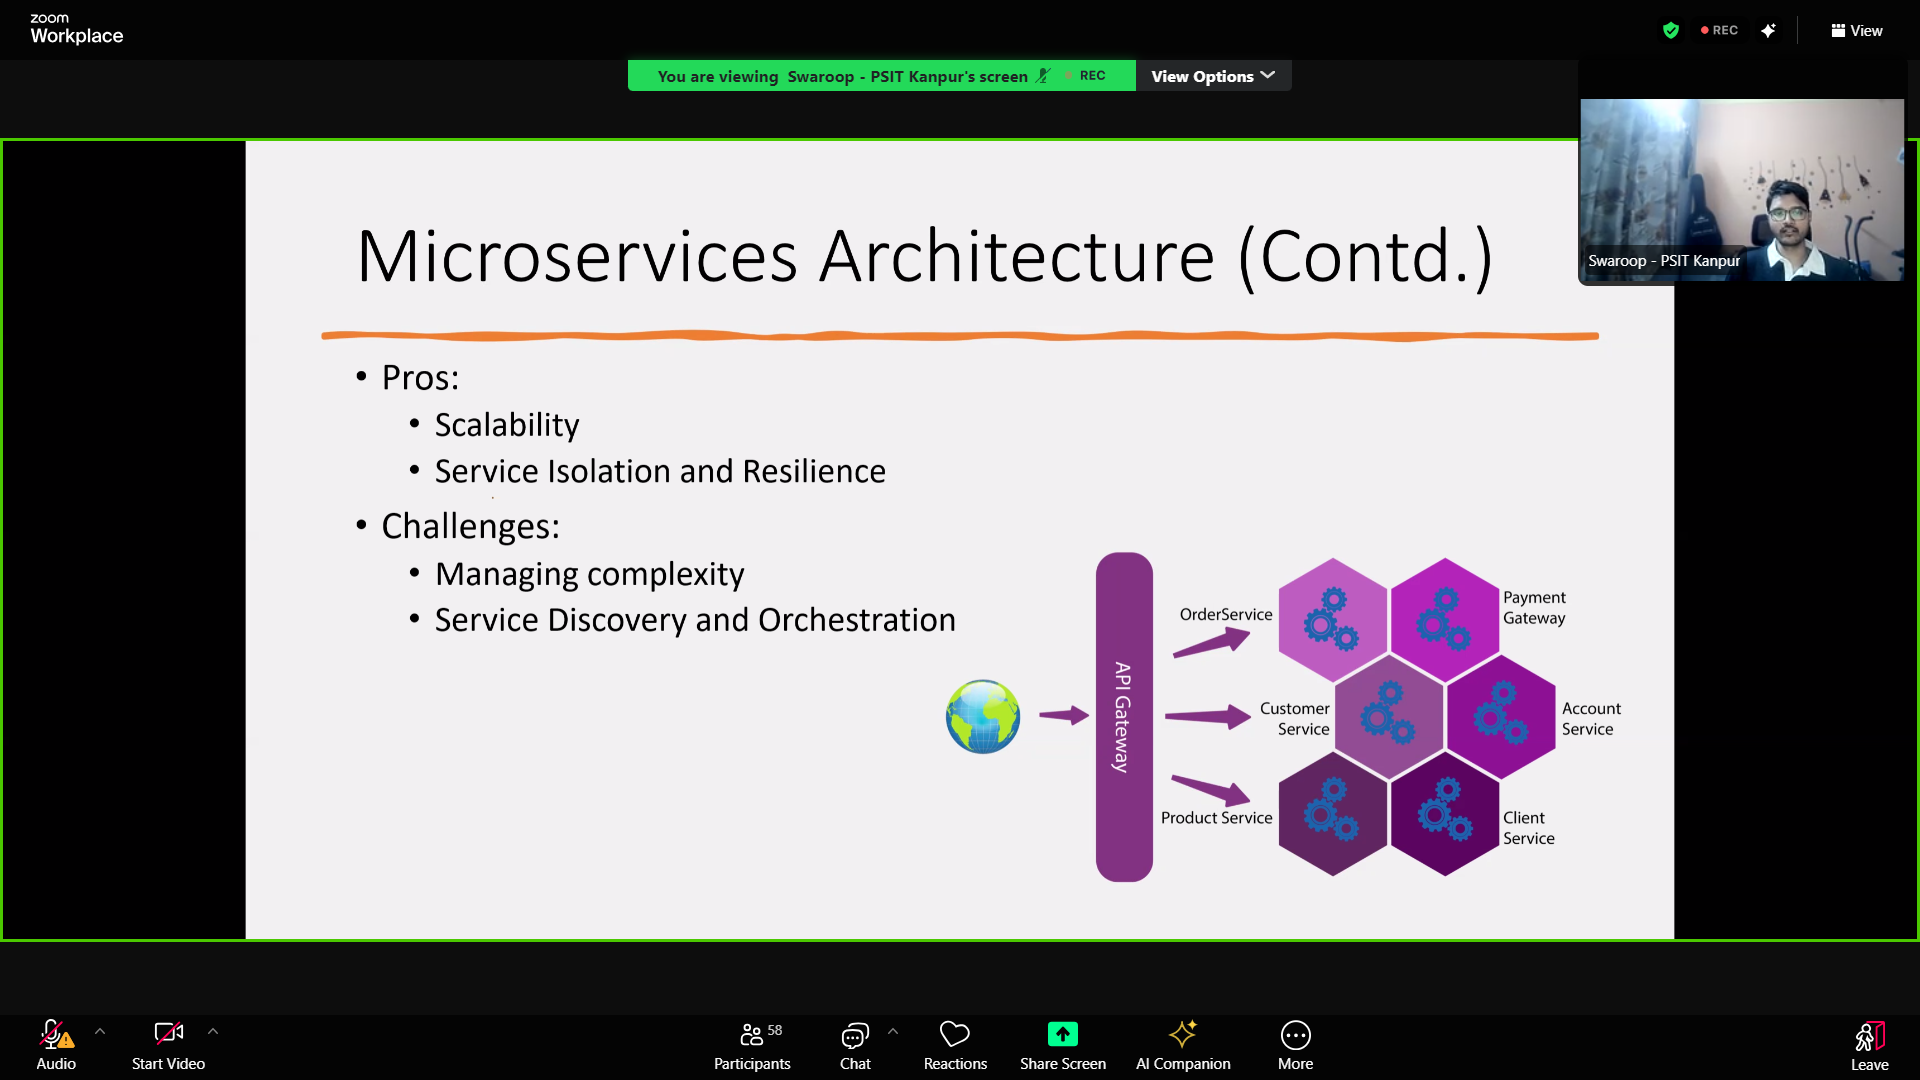 zoom
Workplace
REC
View
You are viewing Swaroop - PSIT Kanpur's screen
REC
View Options
Swaroop - PSIT Kanpur
Microservices Architecture (Contd.)
• Pros:
• Scalability
• Service Isolation and Resilience
• Challenges:
• Managing complexity
• Service Discovery and Orchestration
API Gateway
OrderService
Payment
Gateway
Customer
Service
Account
Service
Product Service
Client
Service
Audio
Start Video
58
Participants
Chat
Reactions
Share Screen
AI Companion
More
Leave